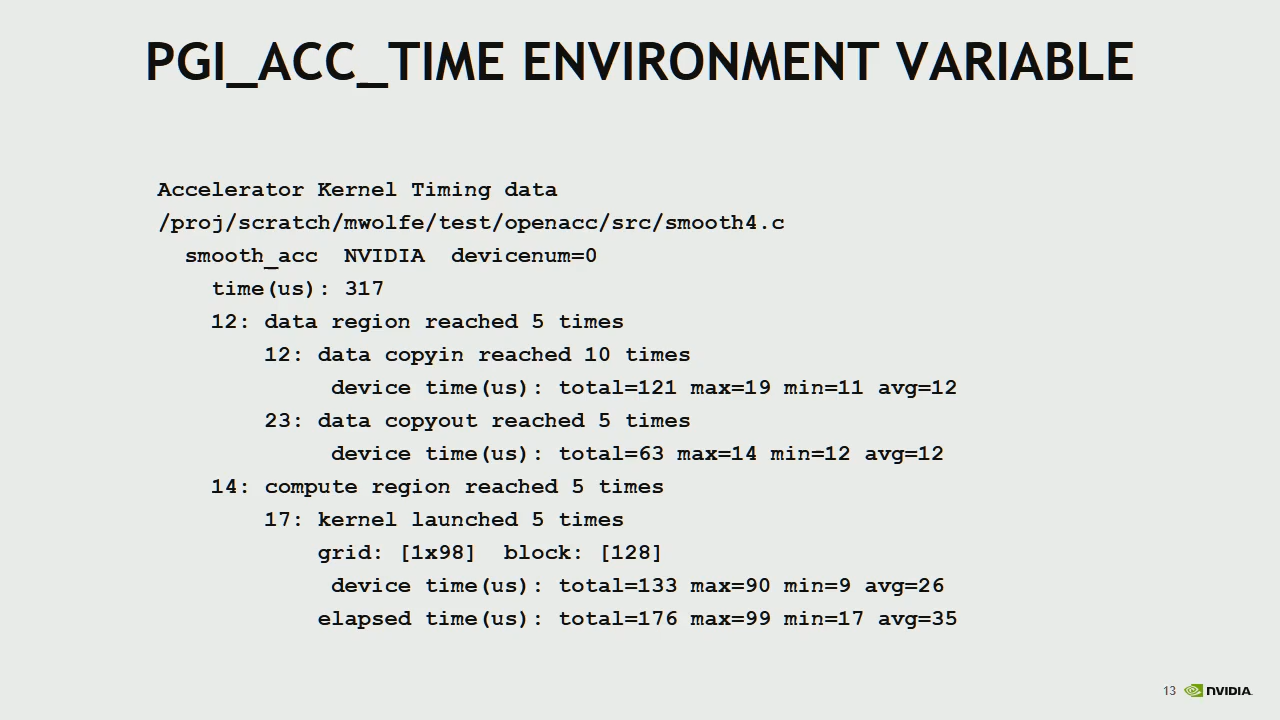 PGI_ACC_TIME ENVIRONMENT VARIABLE
Accelerator Kernel Timing data
/proj/scratch/mwolfe/test/openacc/src/smooth4.c
smooth_acc  NVIDIA  devicenum=0
time(us): 317
12: data region reached 5 times
12: data copyin reached 10 times
device time(us): total=121 max=19 min=11 avg=12
23: data copyout reached 5 times
device time(us): total=63 max=14 min=12 avg=12
14: compute region reached 5 times
17: kernel launched 5 times
grid: [1x98]  block: [128]
device time(us): total=133 max=90 min=9 avg=26
elapsed time(us): total=176 max=99 min=17 avg=35
13 NVIDIA